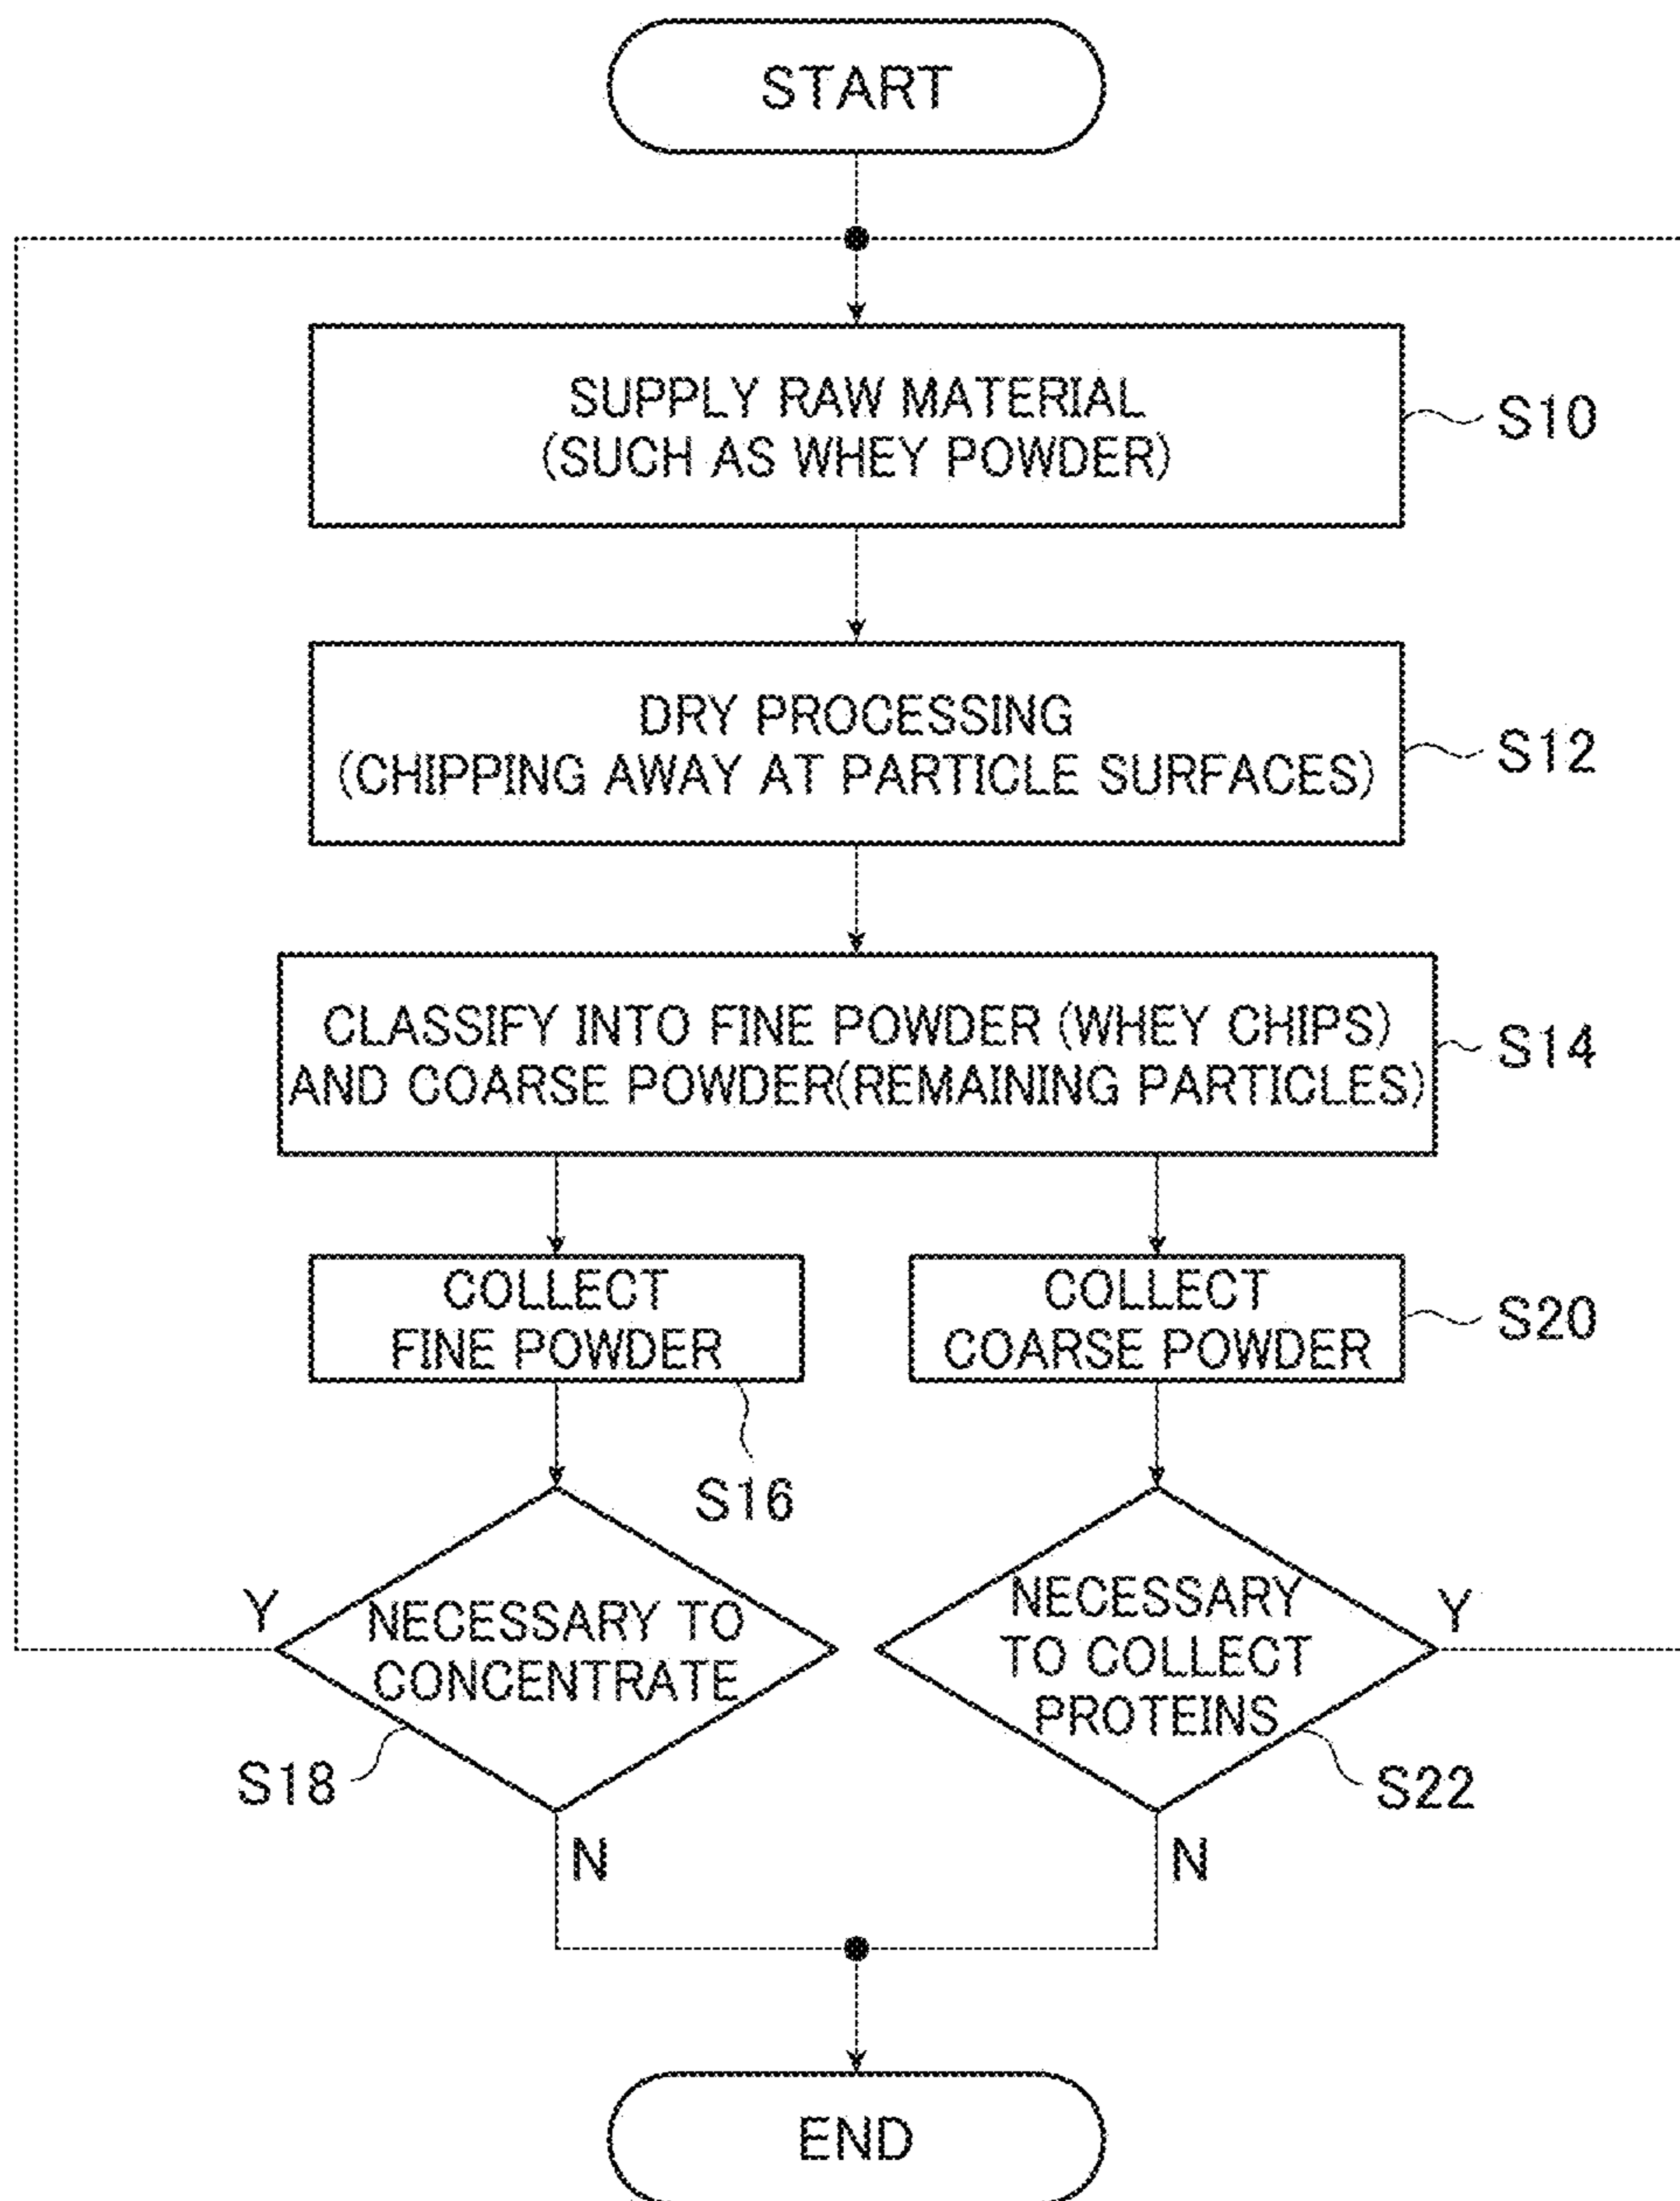 START
SUPPLY RAW MATERIAL
(SUCH AS WHEY POWDER)
S10
DRY PROCESSING
(CHIPPING AWAY AT PARTICLE SURFACES)
S12
CLASSIFY INTO FINE POWDER (WHEY CHIPS)
AND COARSE POWDER(REMAINING PARTICLES)
S14
COLLECT
FINE POWDER
S16
COLLECT
COARSE POWDER
S20
Y
NECESSARY TO
CONCENTRATE
S18
N
NECESSARY
TO COLLECT
PROTEINS
Y
S22
N
END